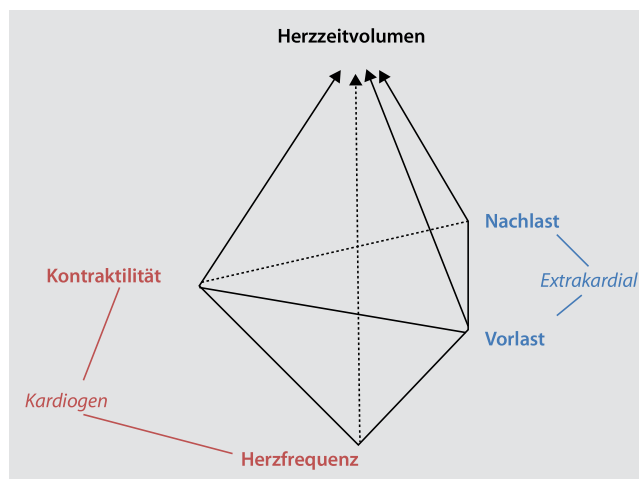 Herzzeitvolumen
Nachlast
Kontraktilität
Extrakardial
Vorlast
Kardiogen
Herzfrequenz